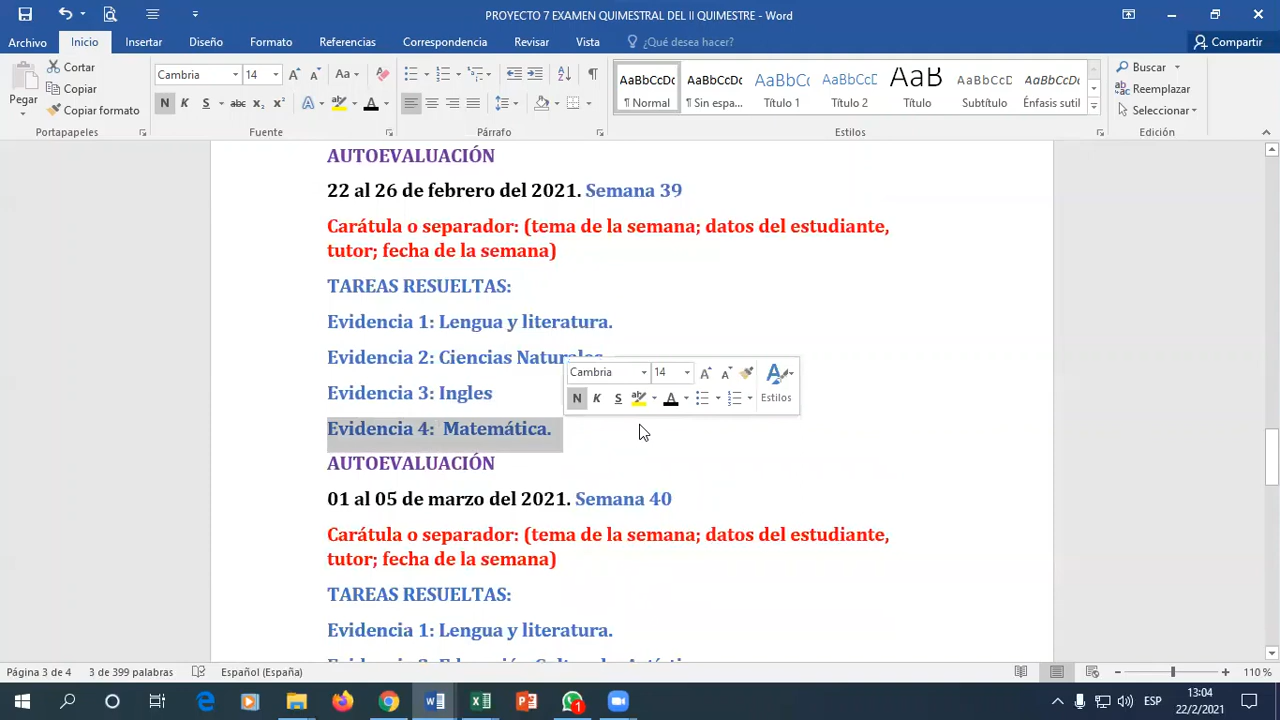 PROYECTO 7 EXAMEN QUIMESTRAL DEL II QUIMESTRE - Word
Archivo Inicio Insertar Diseño Formato Referencias Correspondencia Revisar Vista ¿Qué desea hacer? Compartir
Pegar
Cortar
Copiar
Copiar formato
Portapapeles
Cambria 14
N K S abc x₂ x²
Fuente
Párrafo
AaBbCcDc AaBbCcDc AaBbCcDc AaBbCcD AaB AaBbCcD AaBbCcDc
¶ Normal ¶ Sin espa... Título 1 Título 2 Título Subtítulo Énfasis sutil
Estilos
Buscar
Reemplazar
Seleccionar
Edición
AUTOEVALUACIÓN
22 al 26 de febrero del 2021. Semana 39
Carátula o separador: (tema de la semana; datos del estudiante,
tutor; fecha de la semana)
TAREAS RESUELTAS:
Evidencia 1: Lengua y literatura.
Evidencia 2: Ciencias Naturales
Evidencia 3: Ingles
Cambria 14
N K S Estilos
Evidencia 4:  Matemática.
AUTOEVALUACIÓN
01 al 05 de marzo del 2021. Semana 40
Carátula o separador: (tema de la semana; datos del estudiante,
tutor; fecha de la semana)
TAREAS RESUELTAS:
Evidencia 1: Lengua y literatura.
Página 3 de 4 3 de 399 palabras Español (España) 110 %
ESP 13:04
22/2/2021